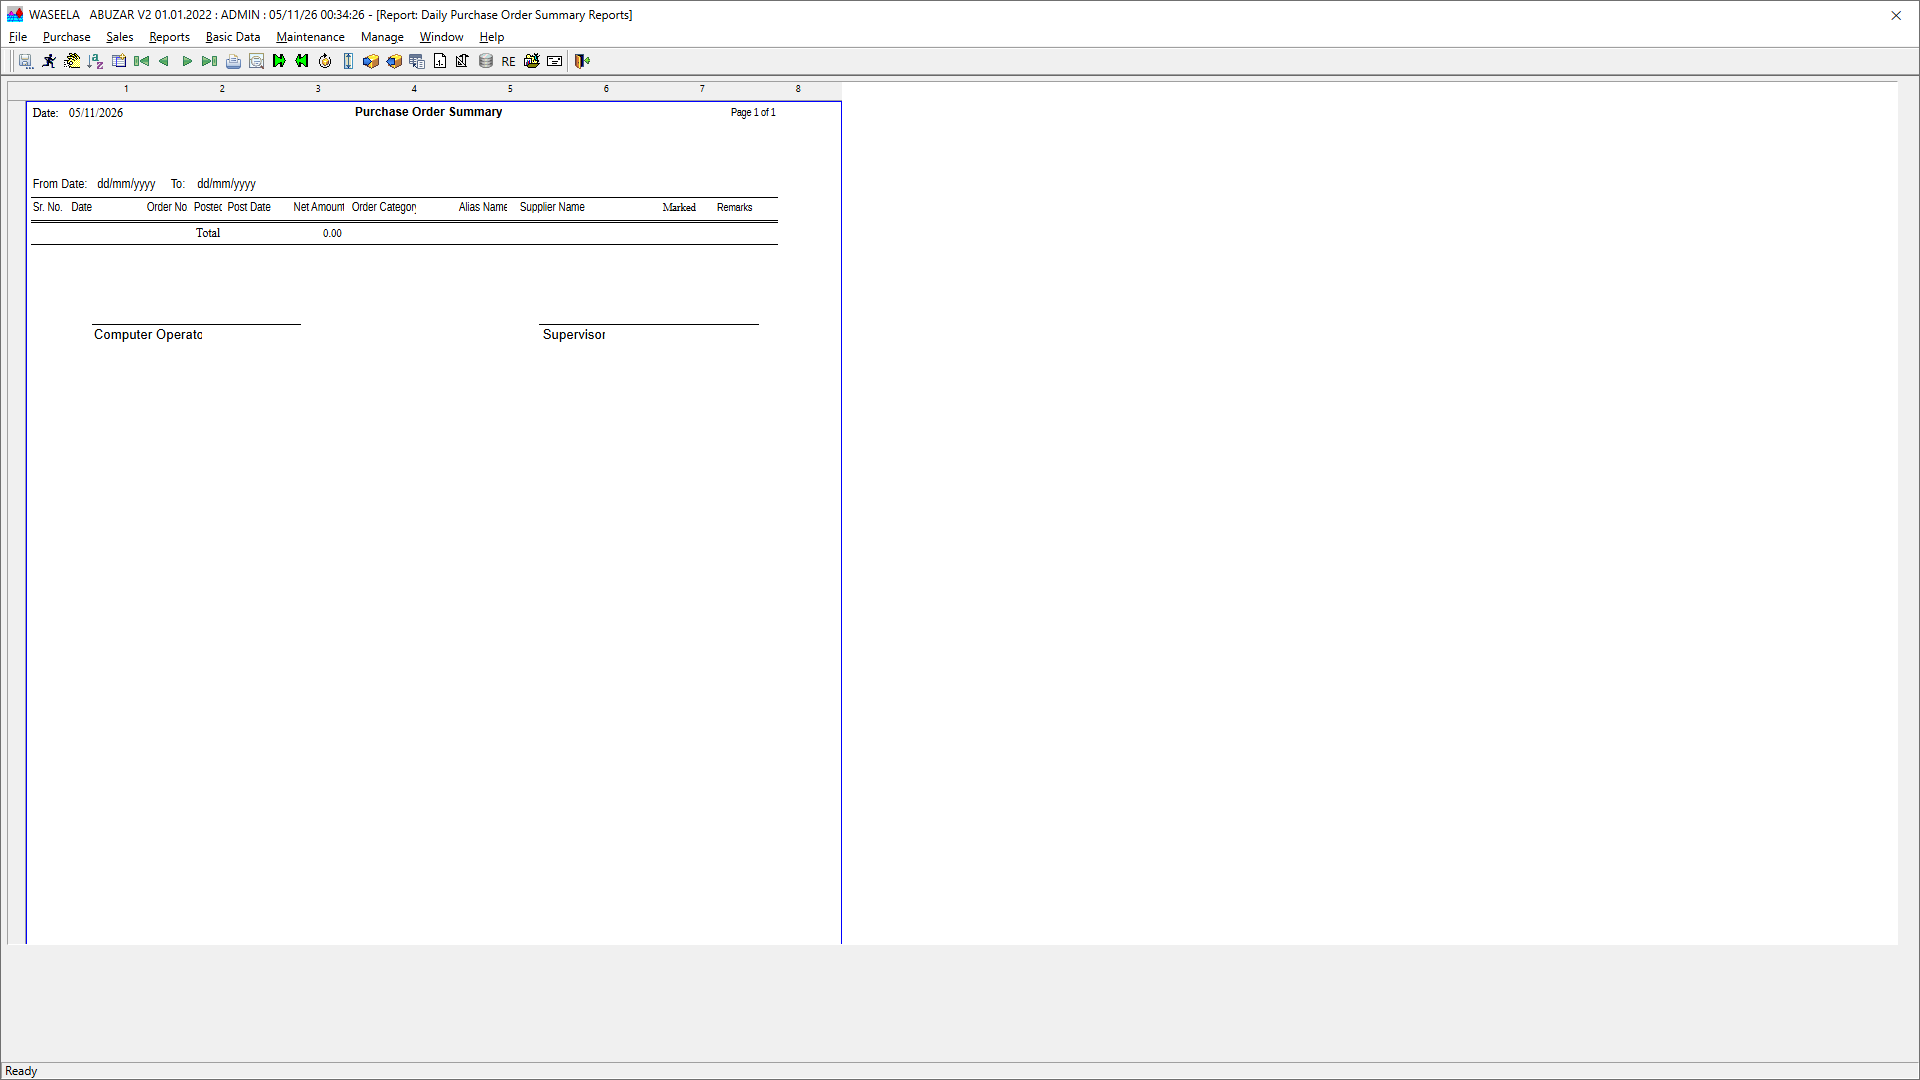 WASEELA ABUZAR V2 01.01.2022 : ADMIN : 05/11/26 00:34:26 - [Report: Daily Purchase Order Summary Reports]
File Purchase Sales Reports Basic Data Maintenance Manage Window Help
RE
1 2 3 4 5 6 7 8
Date: 05/11/2026 Purchase Order Summary Page 1 of 1
From Date: dd/mm/yyyy To: dd/mm/yyyy
Sr. No. Date Order No Posted Post Date Net Amount Order Category Alias Name Supplier Name Marked Remarks
Total 0.00
Computer Operato Supervisor
Ready